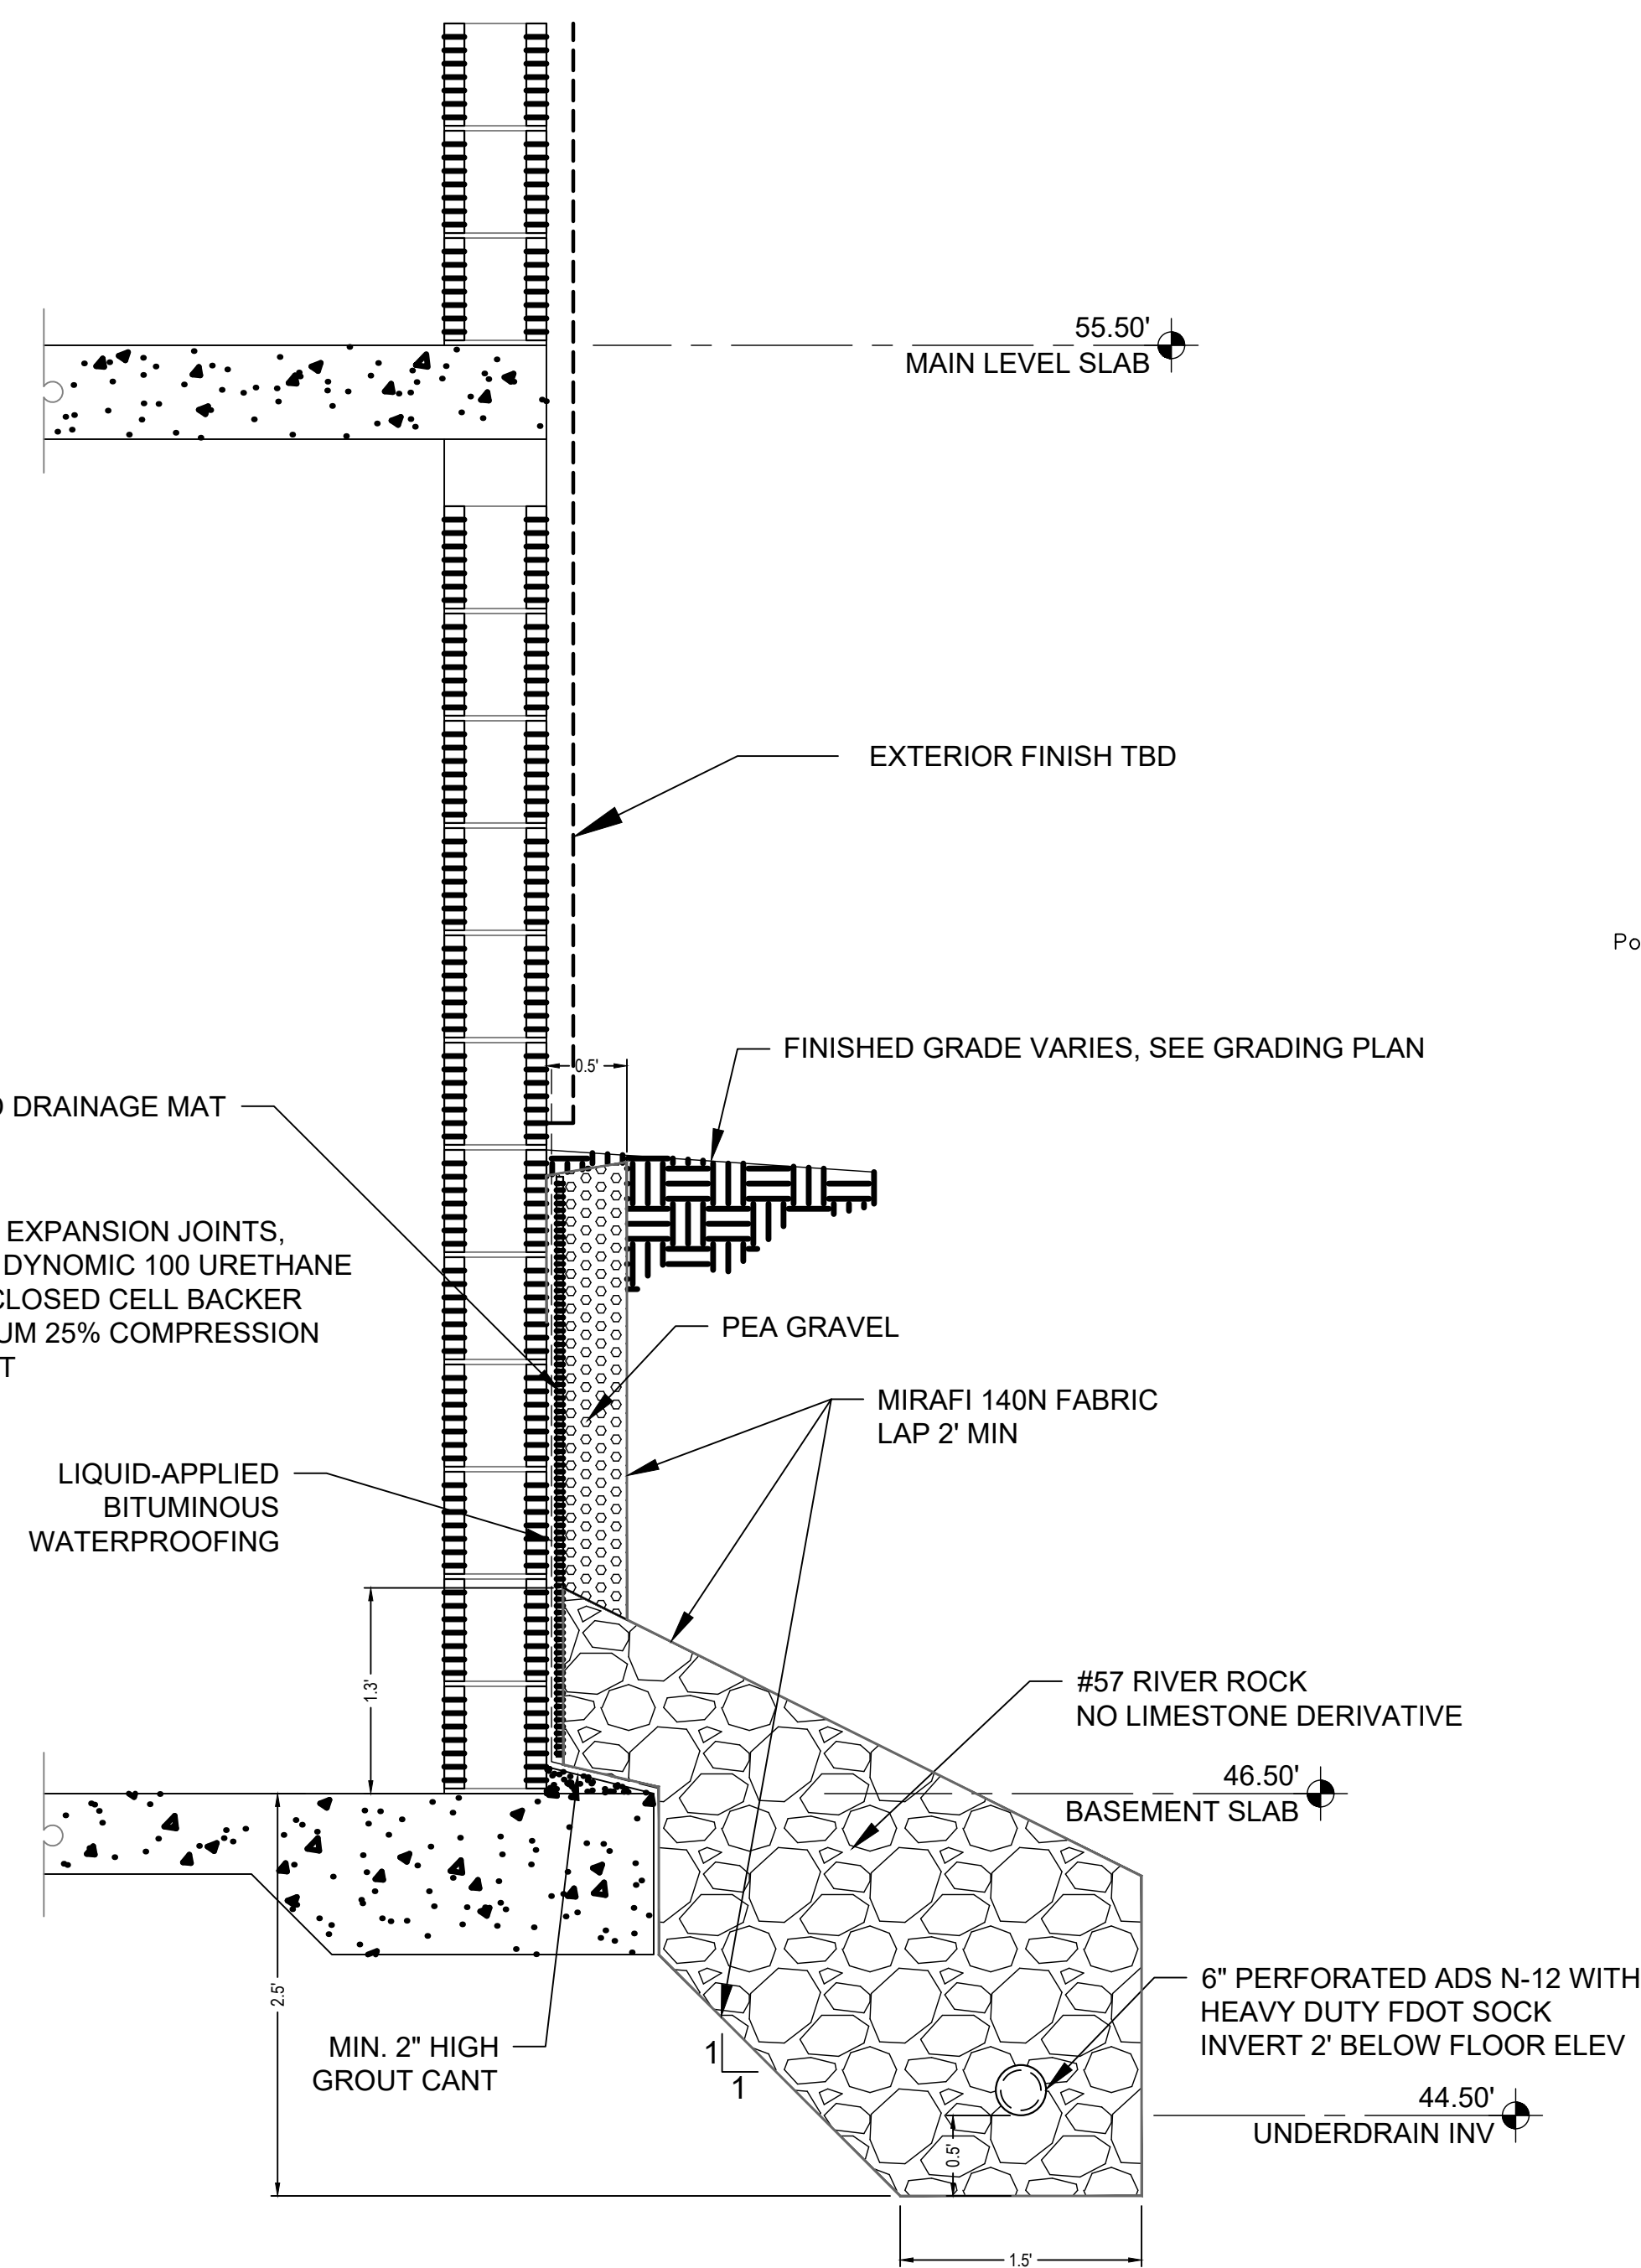 55.50'
MAIN LEVEL SLAB
EXTERIOR FINISH TBD
Po
FINISHED GRADE VARIES, SEE GRADING PLAN
0.5'
DRAINAGE MAT
EXPANSION JOINTS,
DYNOMIC 100 URETHANE
CLOSED CELL BACKER
UM 25% COMPRESSION
T
PEA GRAVEL
MIRAFI 140N FABRIC
LAP 2' MIN
LIQUID-APPLIED
BITUMINOUS
WATERPROOFING
1.3'
#57 RIVER ROCK
NO LIMESTONE DERIVATIVE
46.50'
BASEMENT SLAB
2.5'
6" PERFORATED ADS N-12 WITH
HEAVY DUTY FDOT SOCK
INVERT 2' BELOW FLOOR ELEV
MIN. 2" HIGH
GROUT CANT
1
1
44.50'
UNDERDRAIN INV
0.5'
1.5'